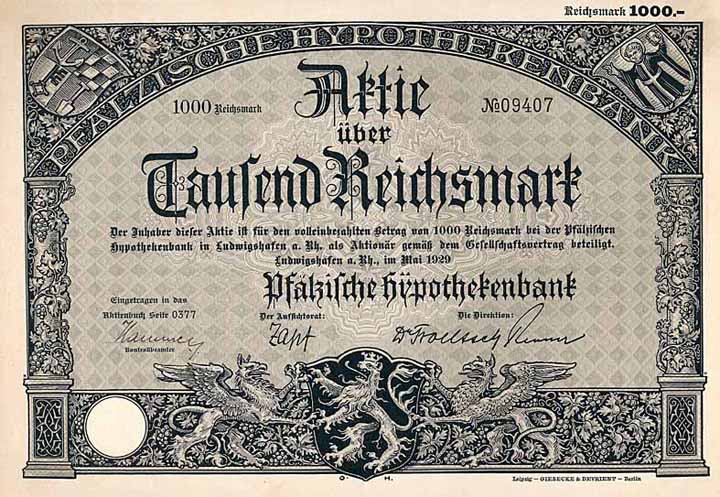 Reichsmark 1000.-
PFÄLZISCHE HYPOTHEKENBANK
Aktie
1000 Reichsmark
№09407
über
Tausend Reichsmark
Der Inhaber dieser Aktie ist für den volleinbezahlten Betrag von 1000 Reichsmark bei der Pfälzischen
Hypothekenbank in Ludwigshafen a. Rh. als Aktionär gemäß dem Gesellschaftsvertrag beteiligt.
Ludwigshafen a. Rh., im Mai 1929
Pfälzische Hypothekenbank
Eingetragen in das
Aktienbuch Seite 0377
Der Aufsichtsrat:
Die Direktion:
Zapf
Dr
Kontrollbeamter
O. H.
Leipzig – GIESECKE & DEVRIENT – Berlin